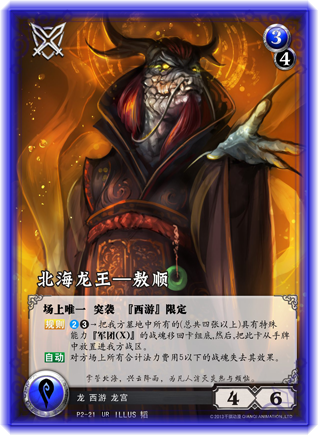 3
4
北海龙王—敖顺
场上唯一 突袭 『西游』限定
规则 2 3→把我方墓地中所有的(总共四张以上)具有特殊
能力『军团(X)』的战魂移回卡组底,然后,把此卡从手牌
中放置进我方战区。
自动 对方场上所有合计法力费用5以下的战魂失去其效果。
龙 西游 龙宫
P2-21 UR ILLUS
4 6